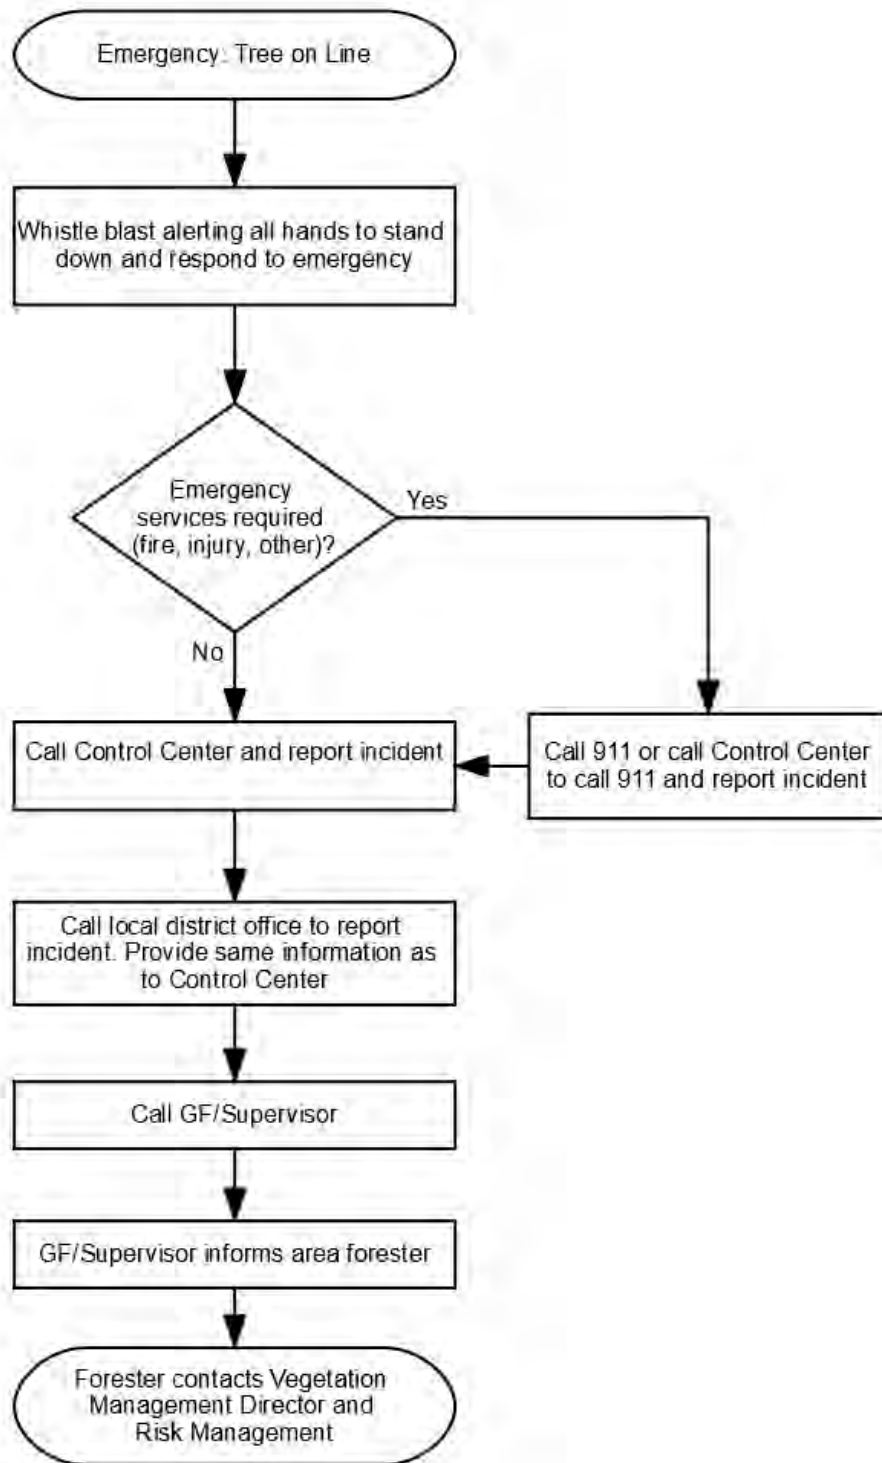 Emergency: Tree on Line
Whistle blast alerting all hands to stand
down and respond to emergency
Emergency
services required
(fire, injury, other)?
Yes
No
Call Control Center and report incident
Call 911 or call Control Center
to call 911 and report incident
Call local district office to report
incident. Provide same information as
to Control Center
Call GF/Supervisor
GF/Supervisor informs area forester
Forester contacts Vegetation
Management Director and
Risk Management